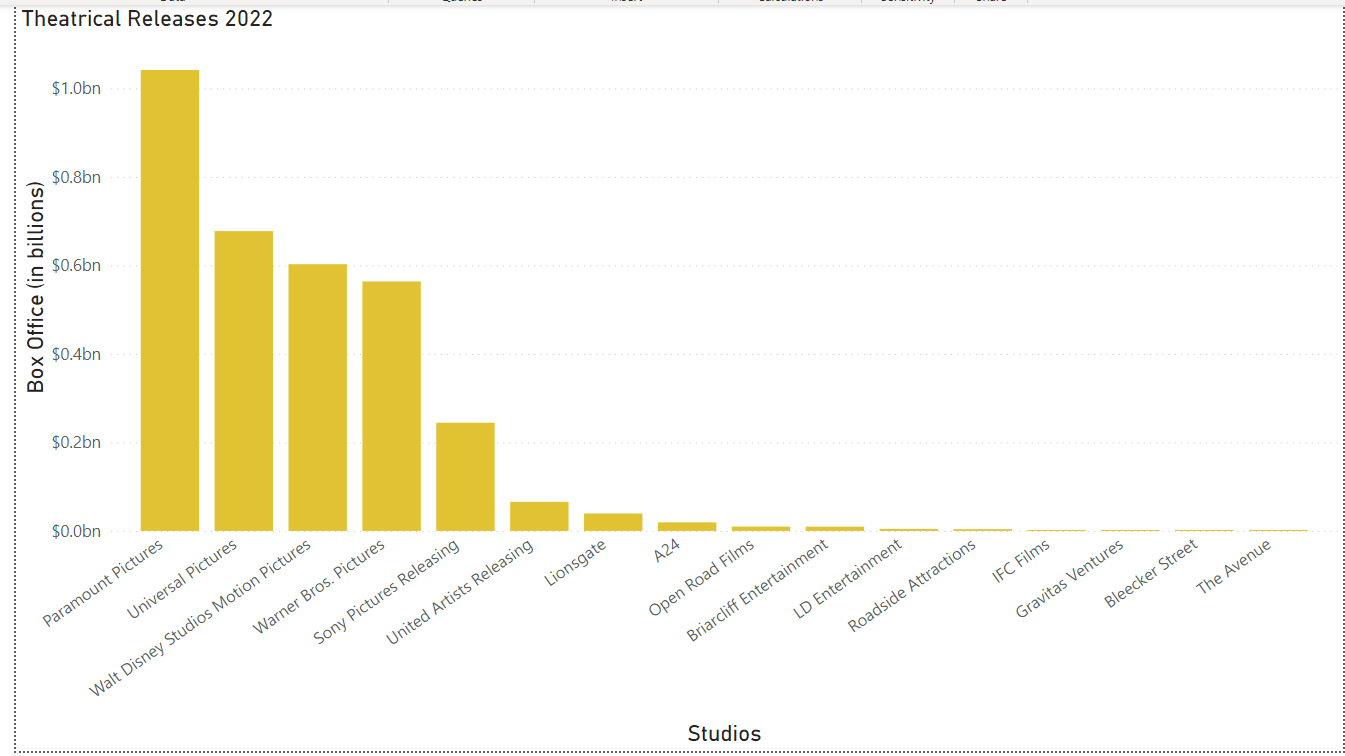 Theatrical Releases 2022
Box Office (in billions)
$1.0bn
$0.8bn
$0.6bn
$0.4bn
$0.2bn
$0.0bn
Paramount Pictures
Universal Pictures
Walt Disney Studios Motion Pictures
Warner Bros. Pictures
Sony Pictures Releasing
United Artists Releasing
Lionsgate
A24
Open Road Films
Briarcliff Entertainment
LD Entertainment
Roadside Attractions
IFC Films
Gravitas Ventures
Bleecker Street
The Avenue
Studios